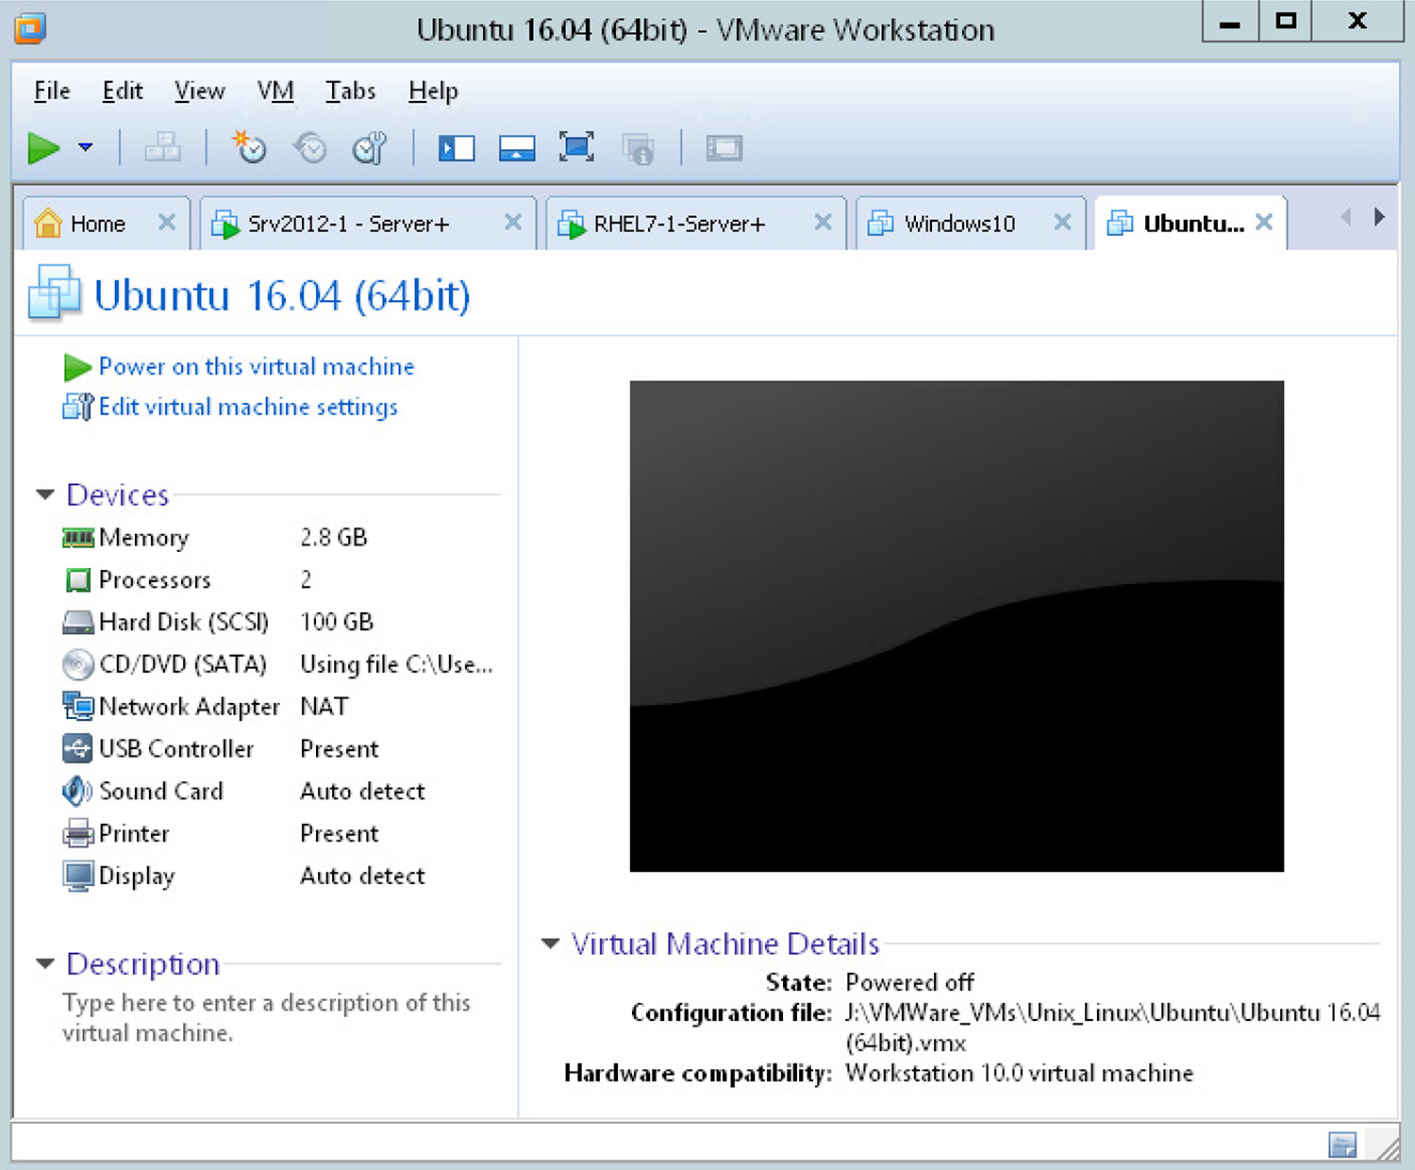 Ubuntu 16.04 (64bit) - VMware Workstation
File Edit View VM Tabs Help
Home Srv2012-1 - Server+ RHEL7-1-Server+ Windows10 Ubuntu...
Ubuntu 16.04 (64bit)
Power on this virtual machine
Edit virtual machine settings
Devices
Memory 2.8 GB
Processors 2
Hard Disk (SCSI) 100 GB
CD/DVD (SATA) Using file C:\Use...
Network Adapter NAT
USB Controller Present
Sound Card Auto detect
Printer Present
Display Auto detect
Description
Type here to enter a description of this
virtual machine.
Virtual Machine Details
State: Powered off
Configuration file: J:\VMWare_VMs\Unix_Linux\Ubuntu\Ubuntu 16.04
(64bit).vmx
Hardware compatibility: Workstation 10.0 virtual machine